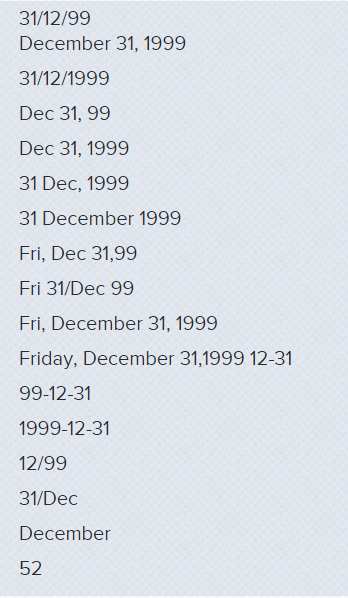 31/12/99
December 31, 1999
31/12/1999
Dec 31, 99
Dec 31, 1999
31 Dec, 1999
31 December 1999
Fri, Dec 31,99
Fri 31/Dec 99
Fri, December 31, 1999
Friday, December 31,1999 12-31
99-12-31
1999-12-31
12/99
31/Dec
December
52